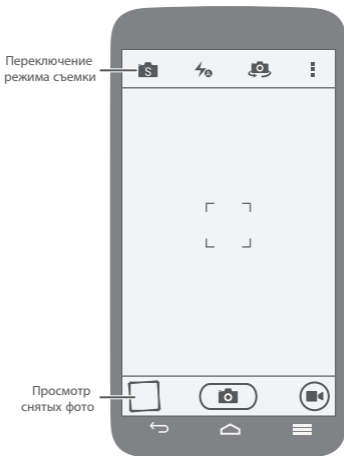 Переключение
режима съемки
S
Просмотр
снятых фото